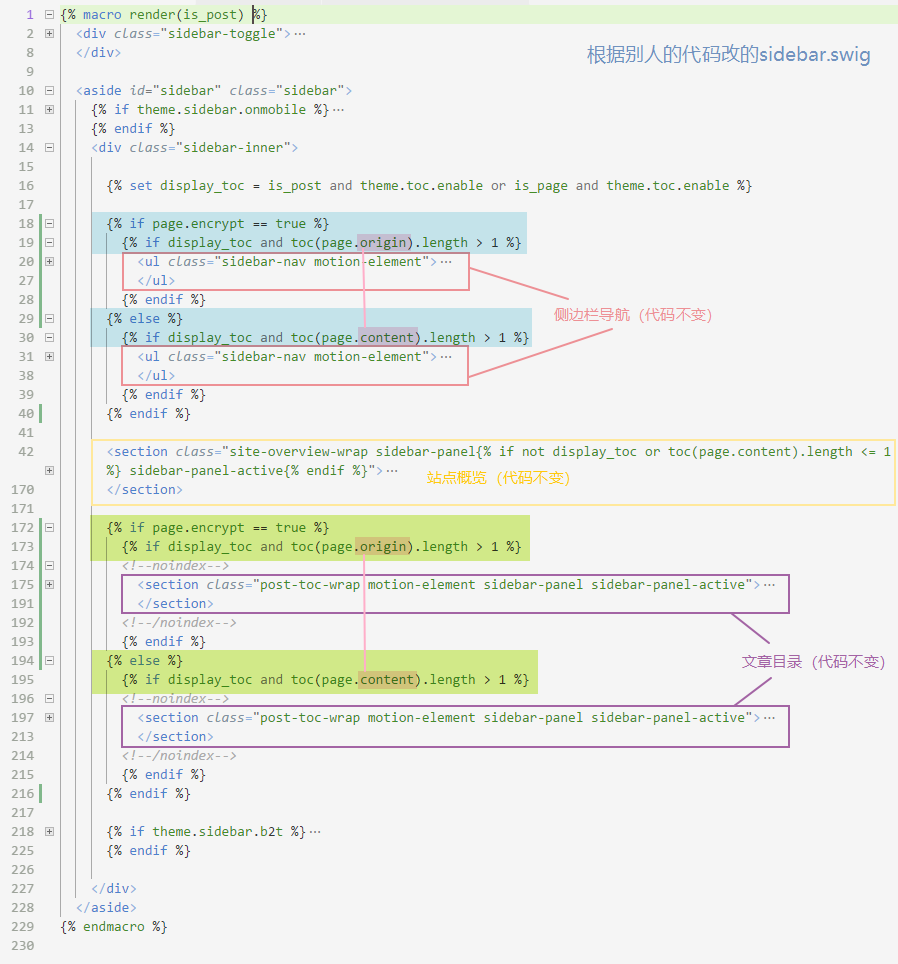 1 {% macro render(is_post) %}
2 <div class="sidebar-toggle">…
8 </div>
根据别人的代码改的sidebar.swig
9
10 <aside id="sidebar" class="sidebar">
11 {% if theme.sidebar.onmobile %}…
13 {% endif %}
14 <div class="sidebar-inner">
15
16 {% set display_toc = is_post and theme.toc.enable or is_page and theme.toc.enable %}
17
18 {% if page.encrypt == true %}
19 {% if display_toc and toc(page.origin).length > 1 %}
20 <ul class="sidebar-nav motion-element">…
27 </ul>
28 {% endif %}
侧边栏导航（代码不变）
29 {% else %}
30 {% if display_toc and toc(page.content).length > 1 %}
31 <ul class="sidebar-nav motion-element">…
38 </ul>
39 {% endif %}
40 {% endif %}
41
42 <section class="site-overview-wrap sidebar-panel{% if not display_toc or toc(page.content).length <= 1
%} sidebar-panel-active{% endif %}">…
站点概览（代码不变）
170 </section>
171
172 {% if page.encrypt == true %}
173 {% if display_toc and toc(page.origin).length > 1 %}
174 <!--noindex-->
175 <section class="post-toc-wrap motion-element sidebar-panel sidebar-panel-active">…
191 </section>
192 <!--/noindex-->
193 {% endif %}
194 {% else %}
文章目录（代码不变）
195 {% if display_toc and toc(page.content).length > 1 %}
196 <!--noindex-->
197 <section class="post-toc-wrap motion-element sidebar-panel sidebar-panel-active">…
213 </section>
214 <!--/noindex-->
215 {% endif %}
216 {% endif %}
217
218 {% if theme.sidebar.b2t %}…
225 {% endif %}
226
227 </div>
228 </aside>
229 {% endmacro %}
230